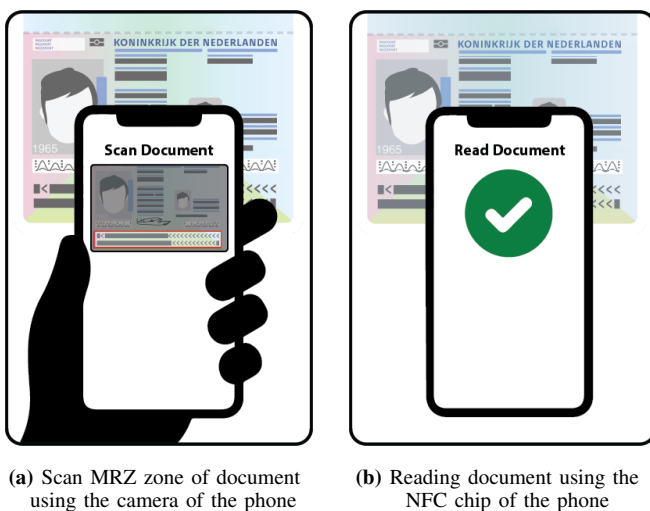 KONINKRIJK DER NEDERLANDEN
1965
Scan Document
(a) Scan MRZ zone of document
using the camera of the phone
KONINKRIJK DER NEDERLANDEN
1965
Read Document
(b) Reading document using the
NFC chip of the phone